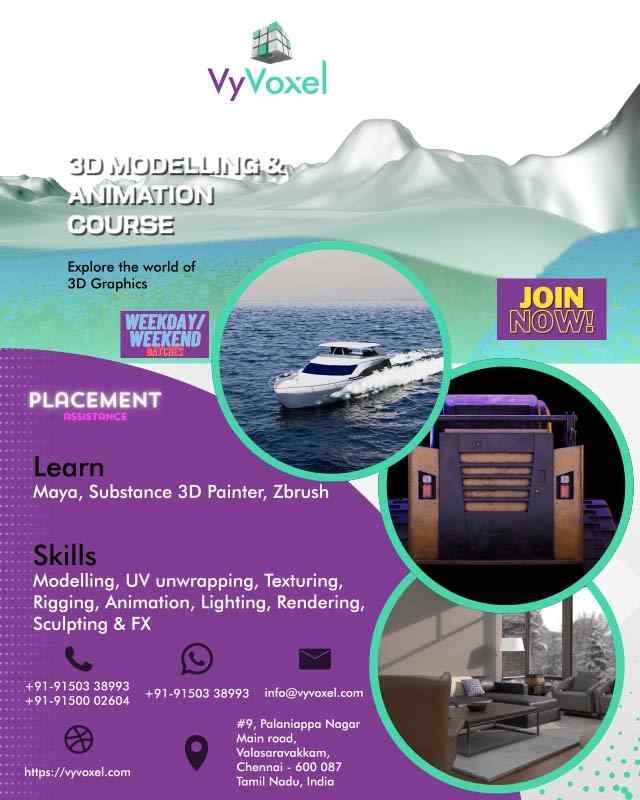 VyVoxel
3D MODELLING &
ANIMATION
COURSE
Explore the world of
3D Graphics
WEEKDAY/
WEEKEND
BATCHES
JOIN
NOW!
PLACEMENT
ASSISTANCE
Learn
Maya, Substance 3D Painter, Zbrush
Skills
Modelling, UV unwrapping, Texturing,
Rigging, Animation, Lighting, Rendering,
Sculpting & FX
+91-91503 38993
+91-91500 02604
+91-91503 38993
info@vyvoxel.com
https://vyvoxel.com
#9, Palaniappa Nagar
Main road,
Valasaravakkam,
Chennai - 600 087
Tamil Nadu, India